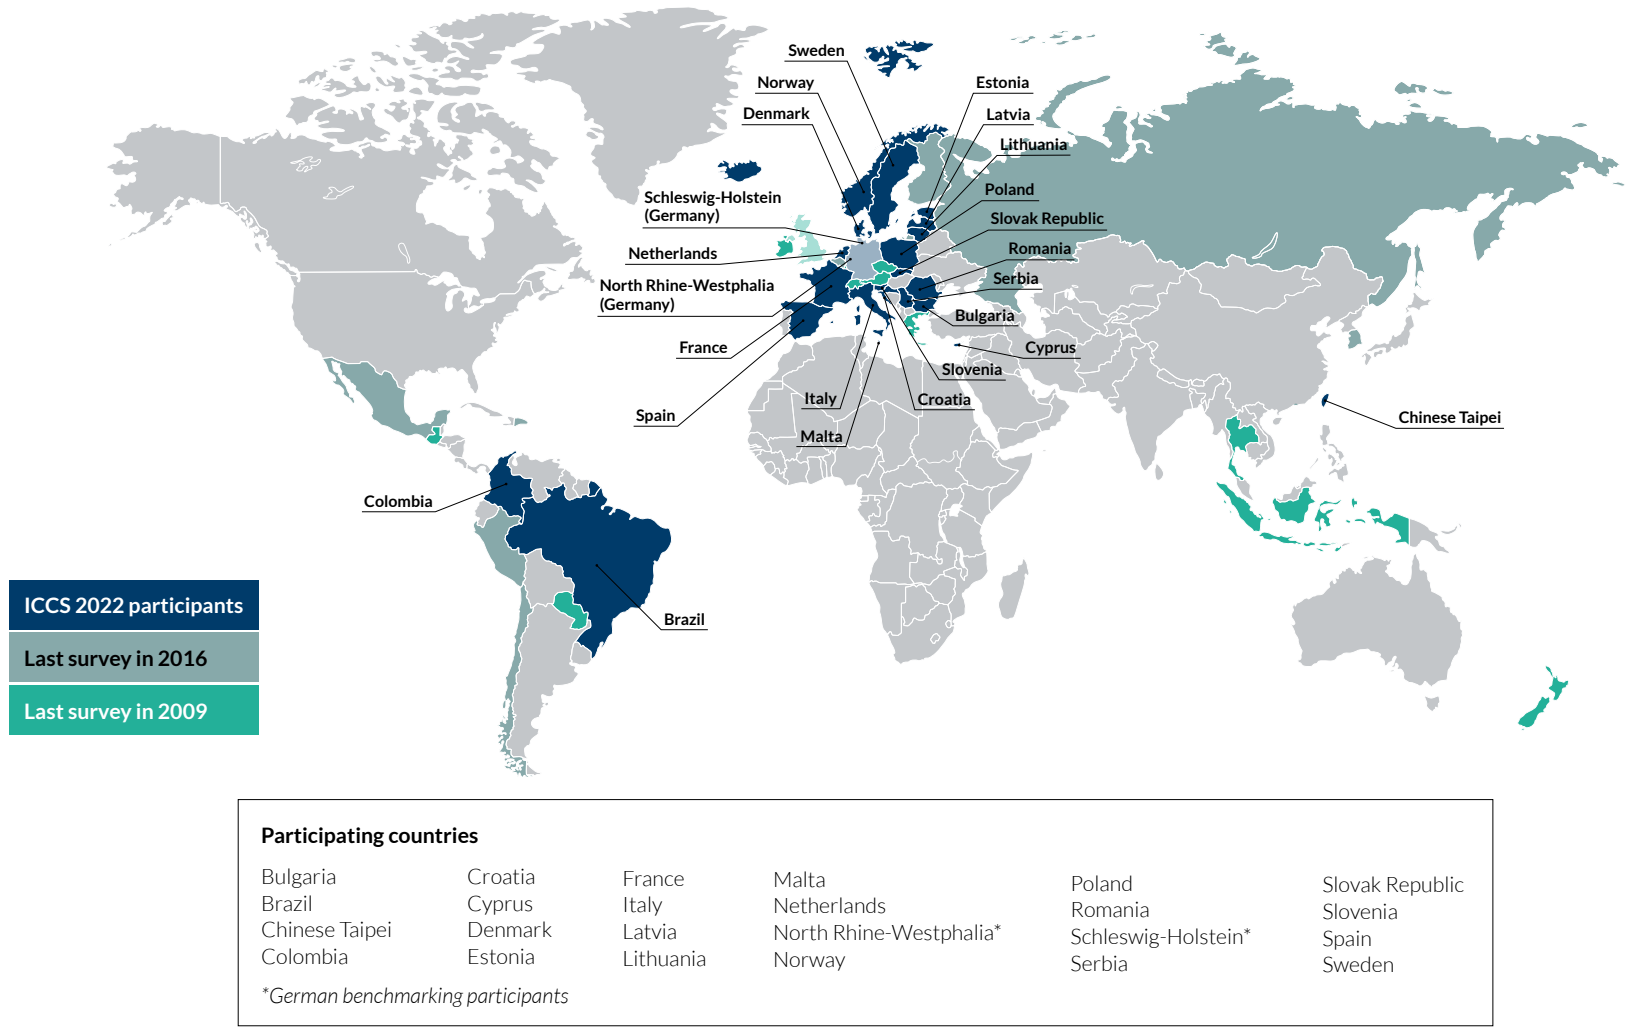 Sweden
Norway
Denmark
Estonia
Latvia
Lithuania
Poland
Schleswig-Holstein
(Germany)
Slovak Republic
Netherlands
Romania
North Rhine-Westphalia
(Germany)
Serbia
Bulgaria
France
Cyprus
Slovenia
Italy
Croatia
Spain
Malta
Chinese Taipei
Colombia
Brazil
ICCS 2022 participants
Last survey in 2016
Last survey in 2009
Participating countries
Bulgaria
Brazil
Chinese Taipei
Colombia
Croatia
Cyprus
Denmark
Estonia
France
Italy
Latvia
Lithuania
Malta
Netherlands
North Rhine-Westphalia*
Norway
Poland
Romania
Schleswig-Holstein*
Serbia
Slovak Republic
Slovenia
Spain
Sweden
*German benchmarking participants